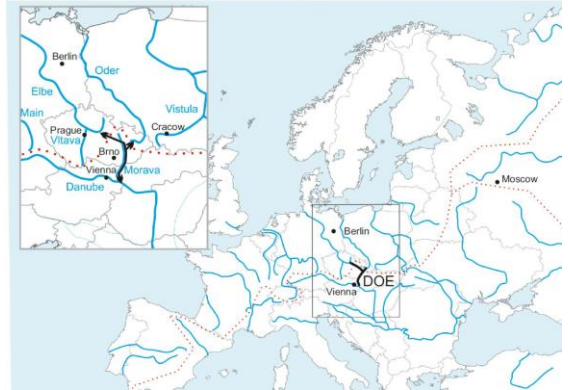 Berlin
Oder
Elbe
Main
Vistula
Prague
Cracow
Vltava
Brno
Vienna
Morava
Danube
Moscow
Berlin
DOE
Vienna